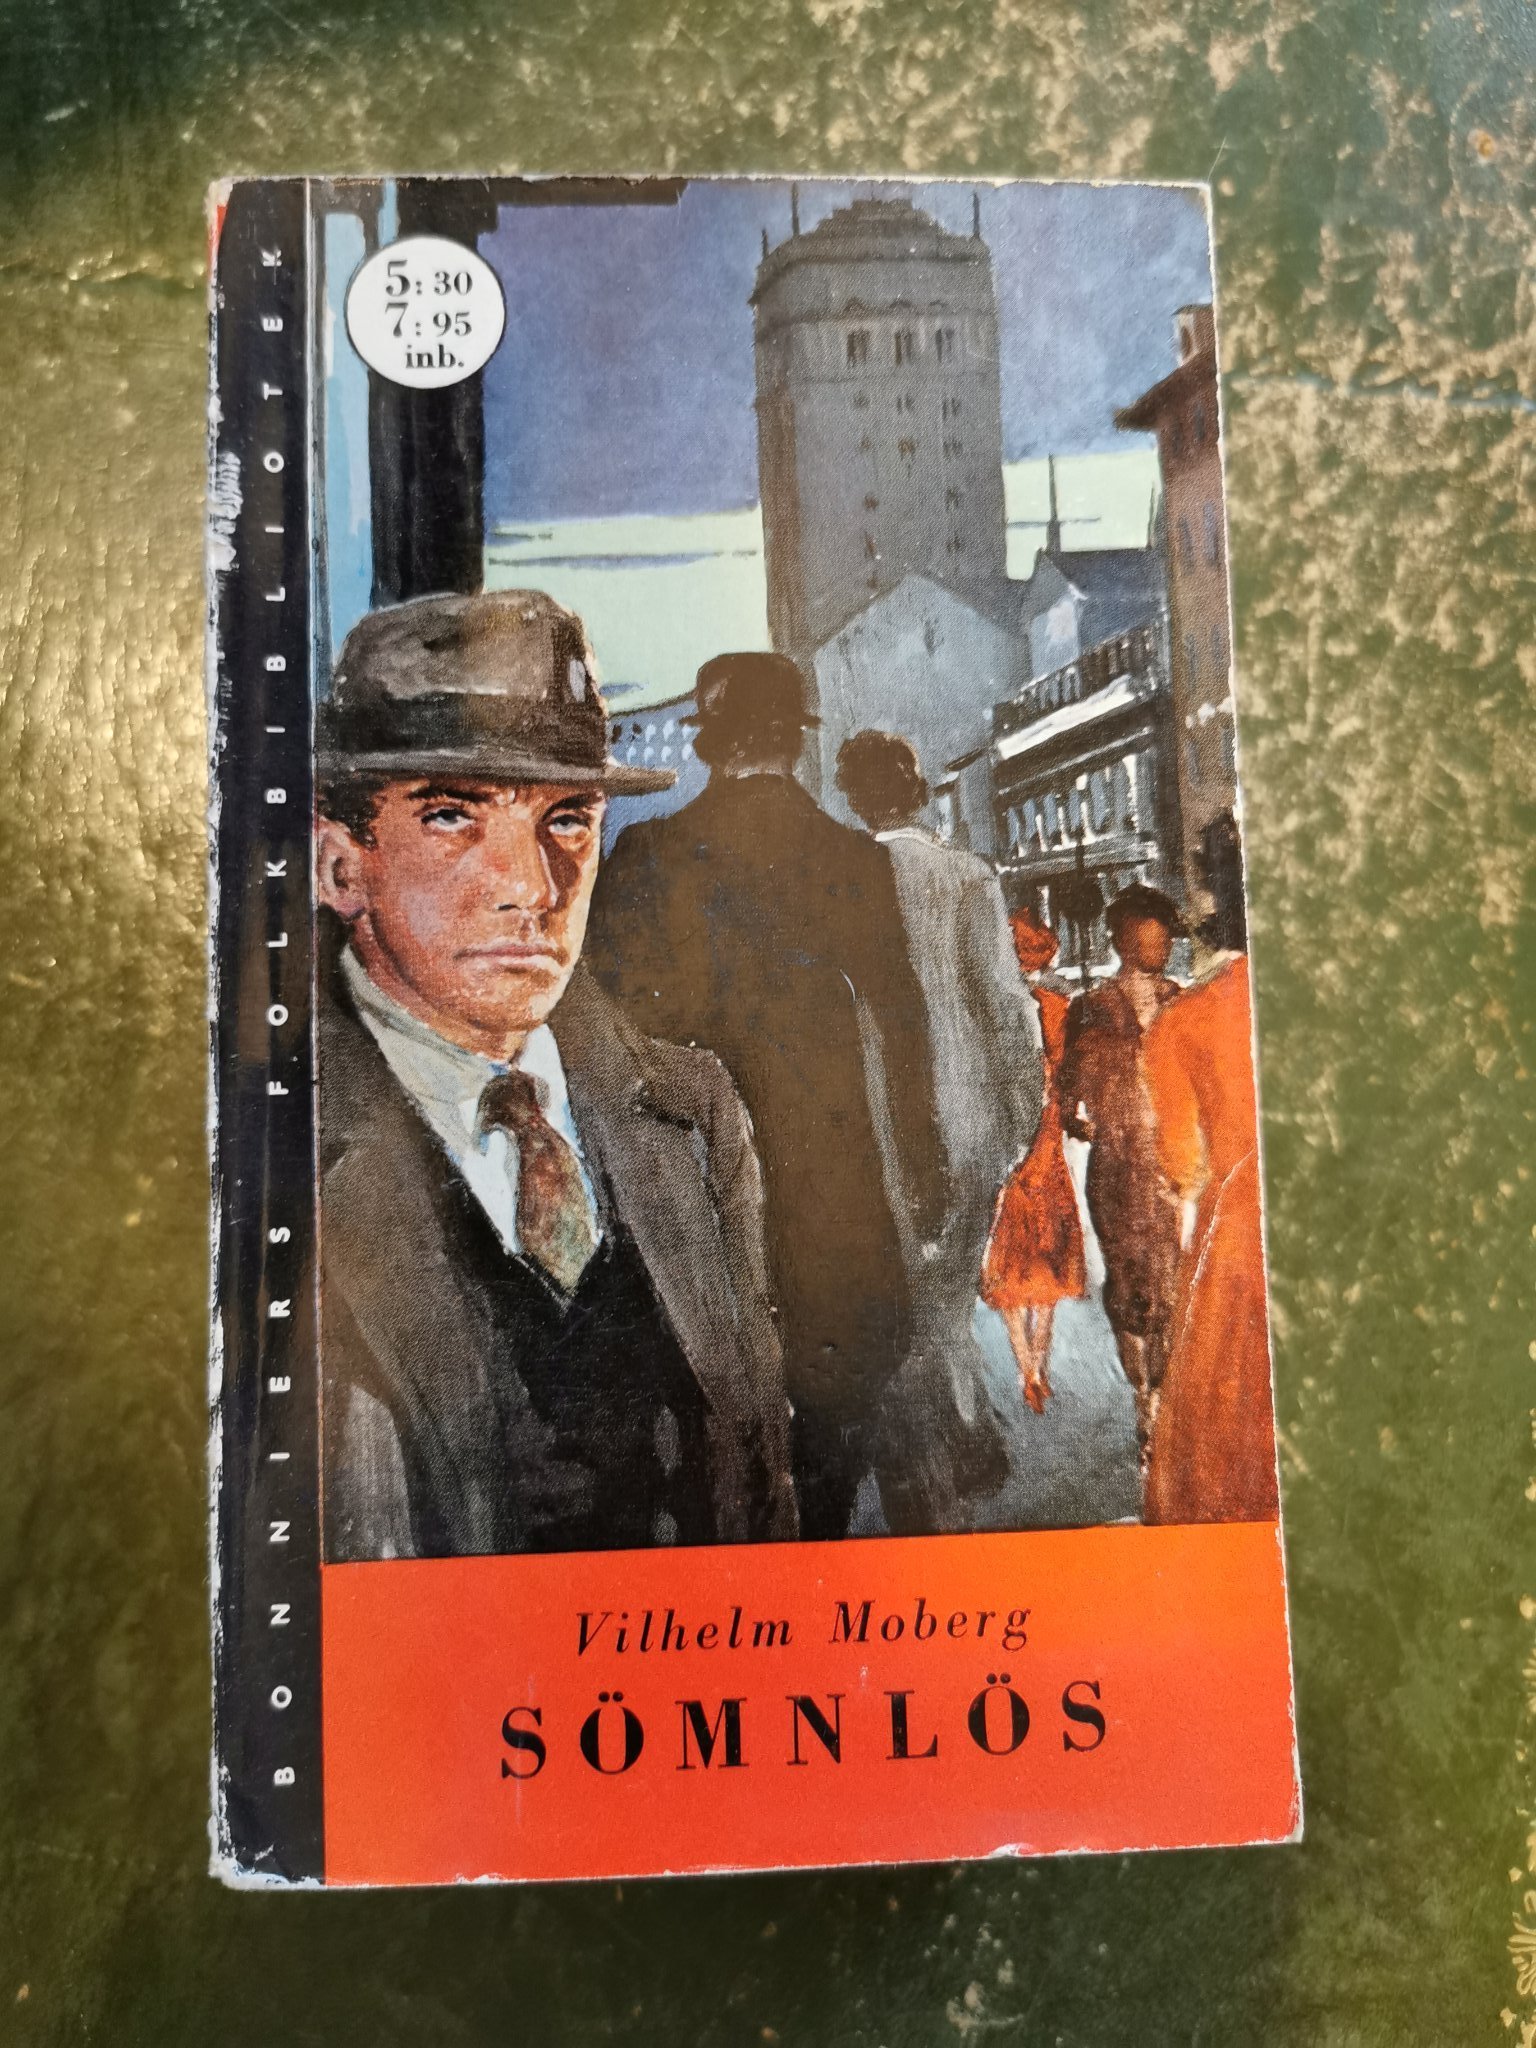 BONNIERS FOLKBIBLIOTEK
5: 30
7: 95
inb.
Vilhelm Moberg
SÖMNLÖS